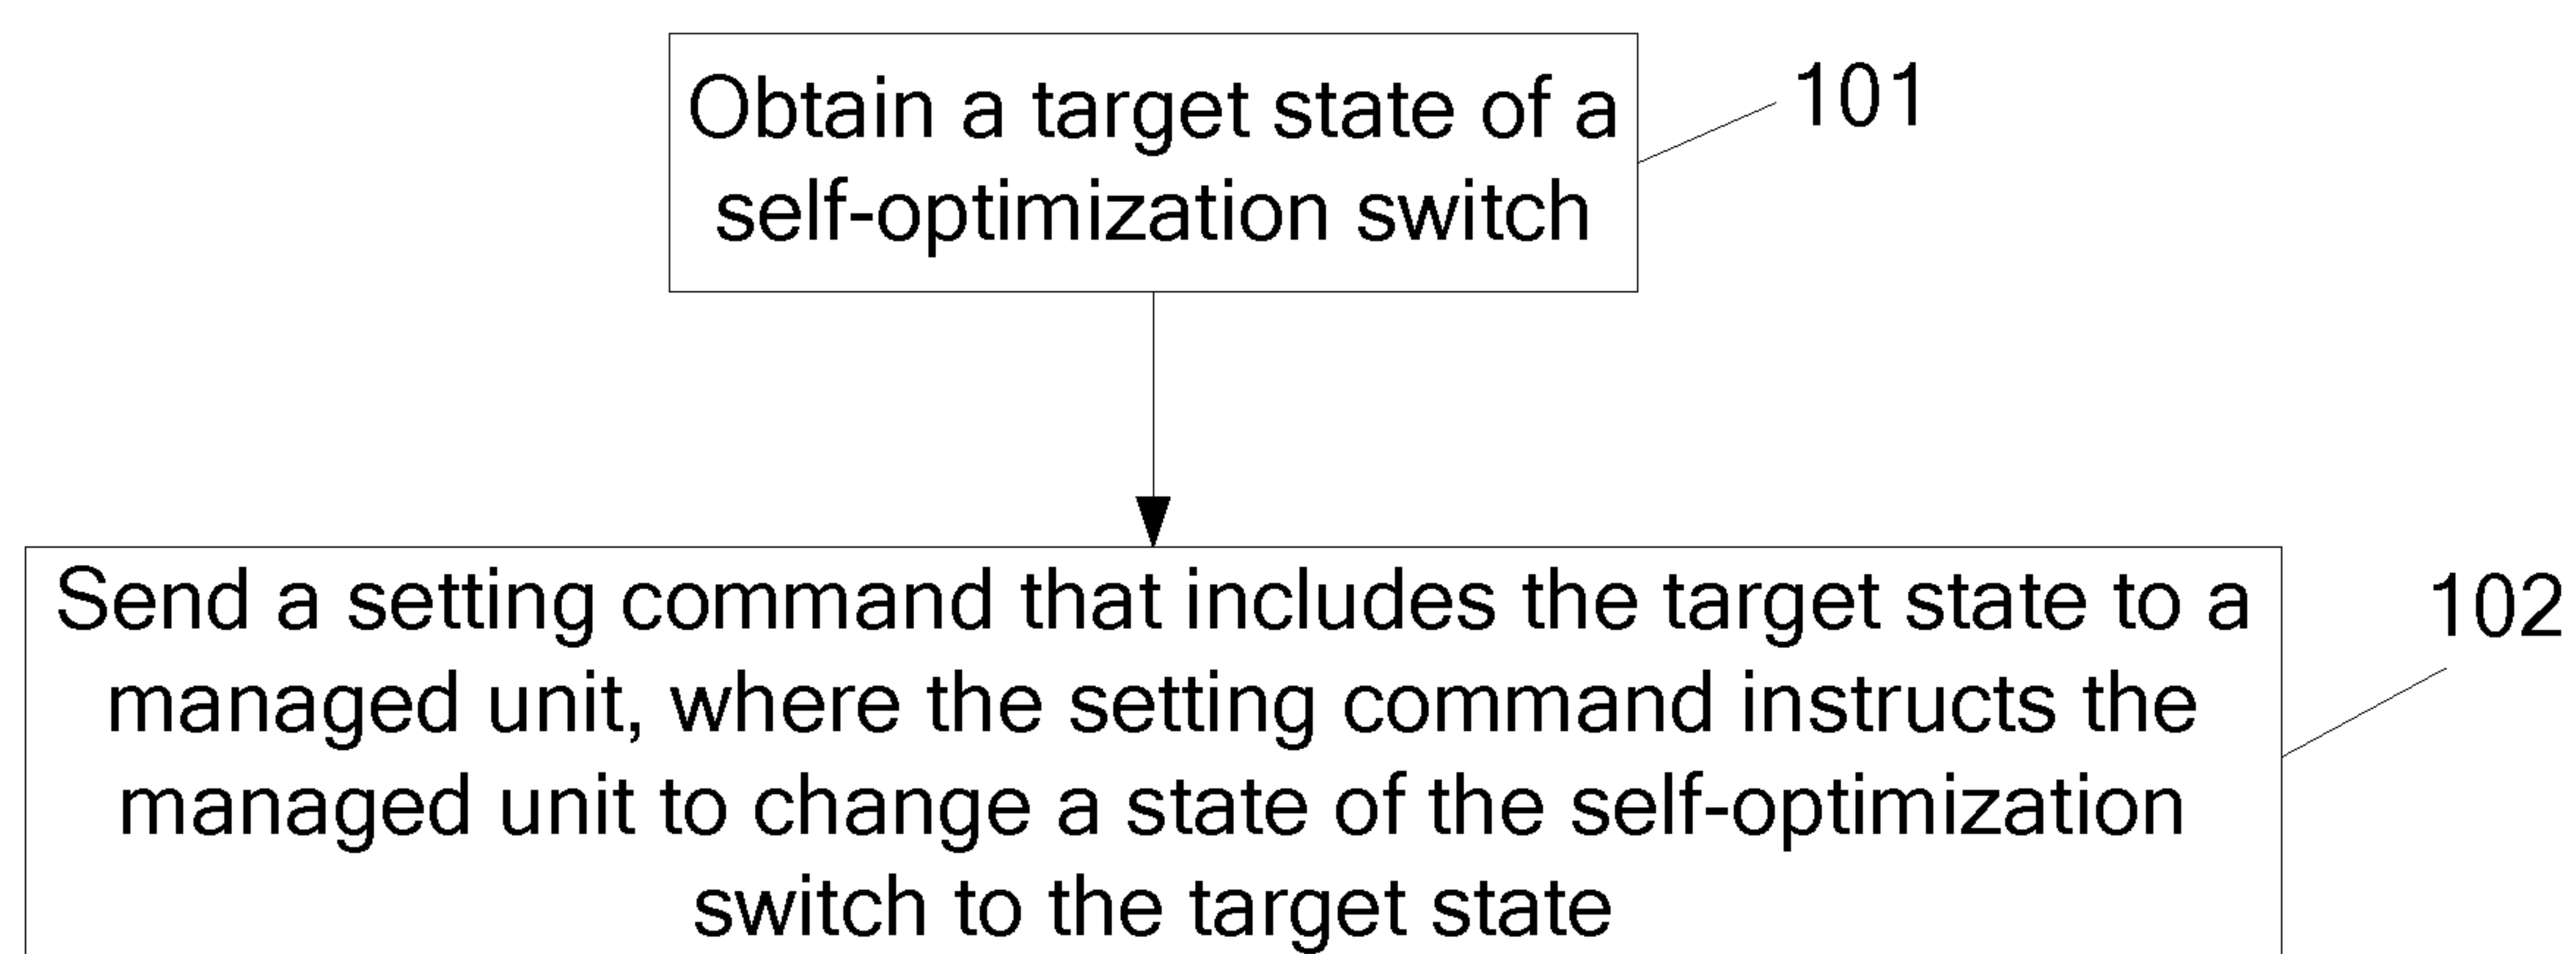 Obtain a target state of a
self-optimization switch
101
Send a setting command that includes the target state to a
managed unit, where the setting command instructs the
managed unit to change a state of the self-optimization
switch to the target state
102